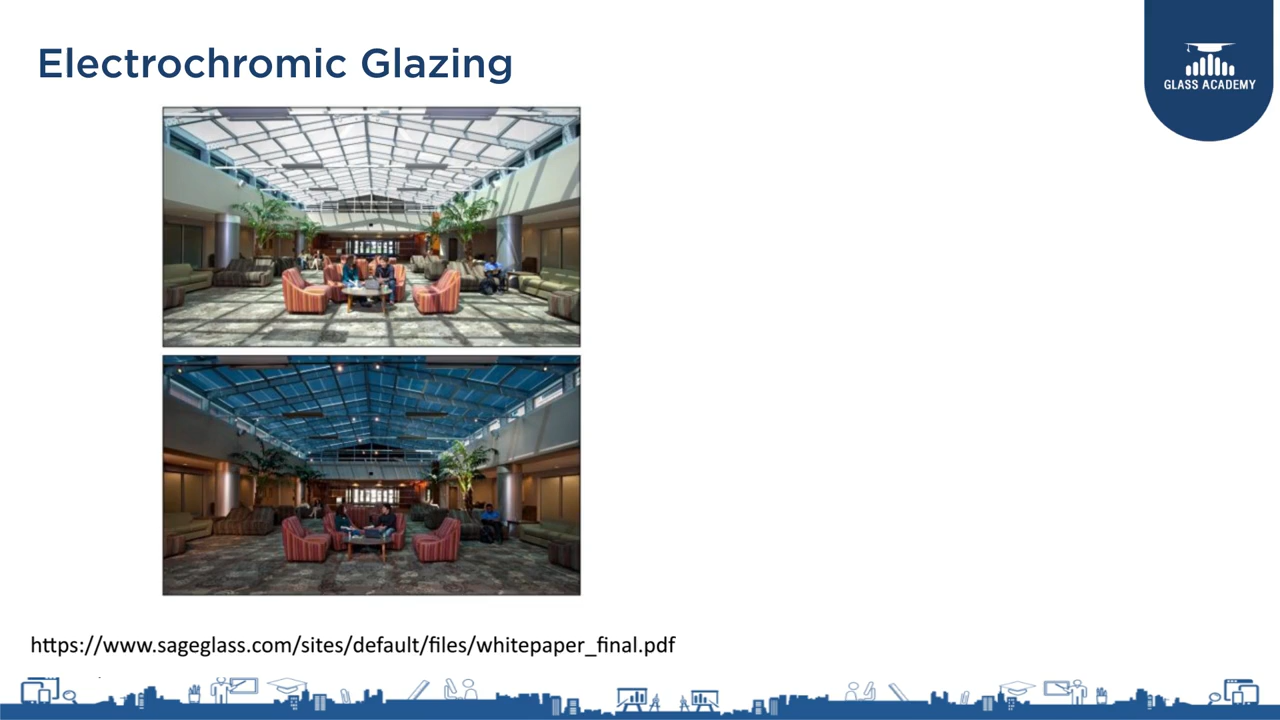 Electrochromic Glazing
GLASS ACADEMY
https://www.sageglass.com/sites/default/files/whitepaper_final.pdf